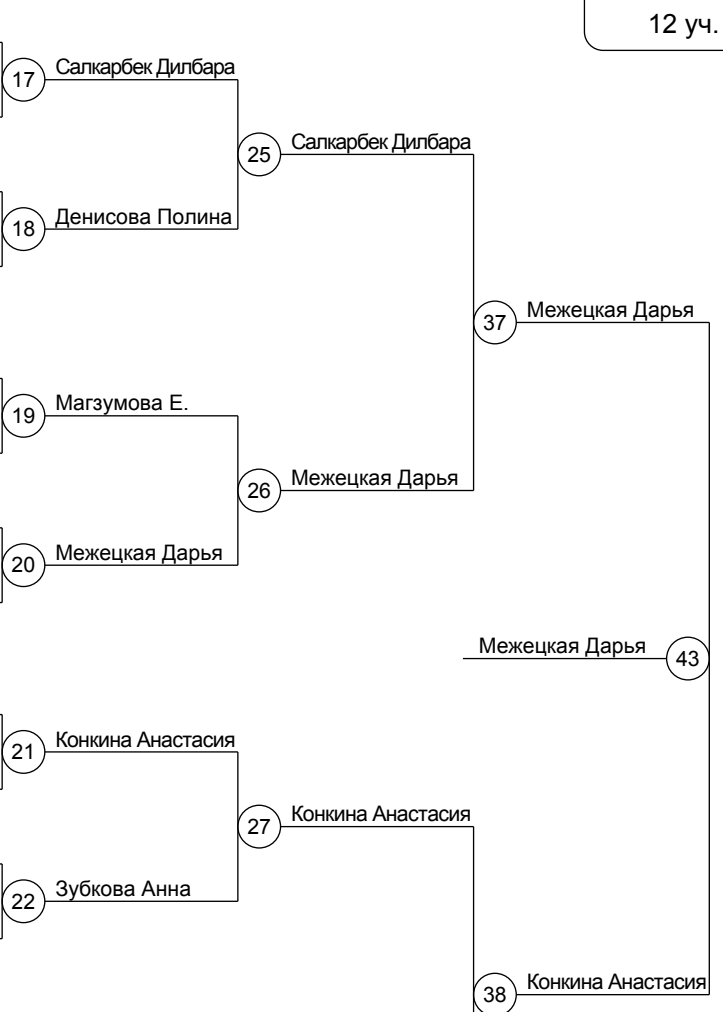 12 уч.
17 Салкарбек Дилбара
25 Салкарбек Дилбара
18 Денисова Полина
37 Межецкая Дарья
19 Магзумова Е.
26 Межецкая Дарья
20 Межецкая Дарья
Межецкая Дарья 43
21 Конкина Анастасия
27 Конкина Анастасия
22 Зубкова Анна
38 Конкина Анастасия